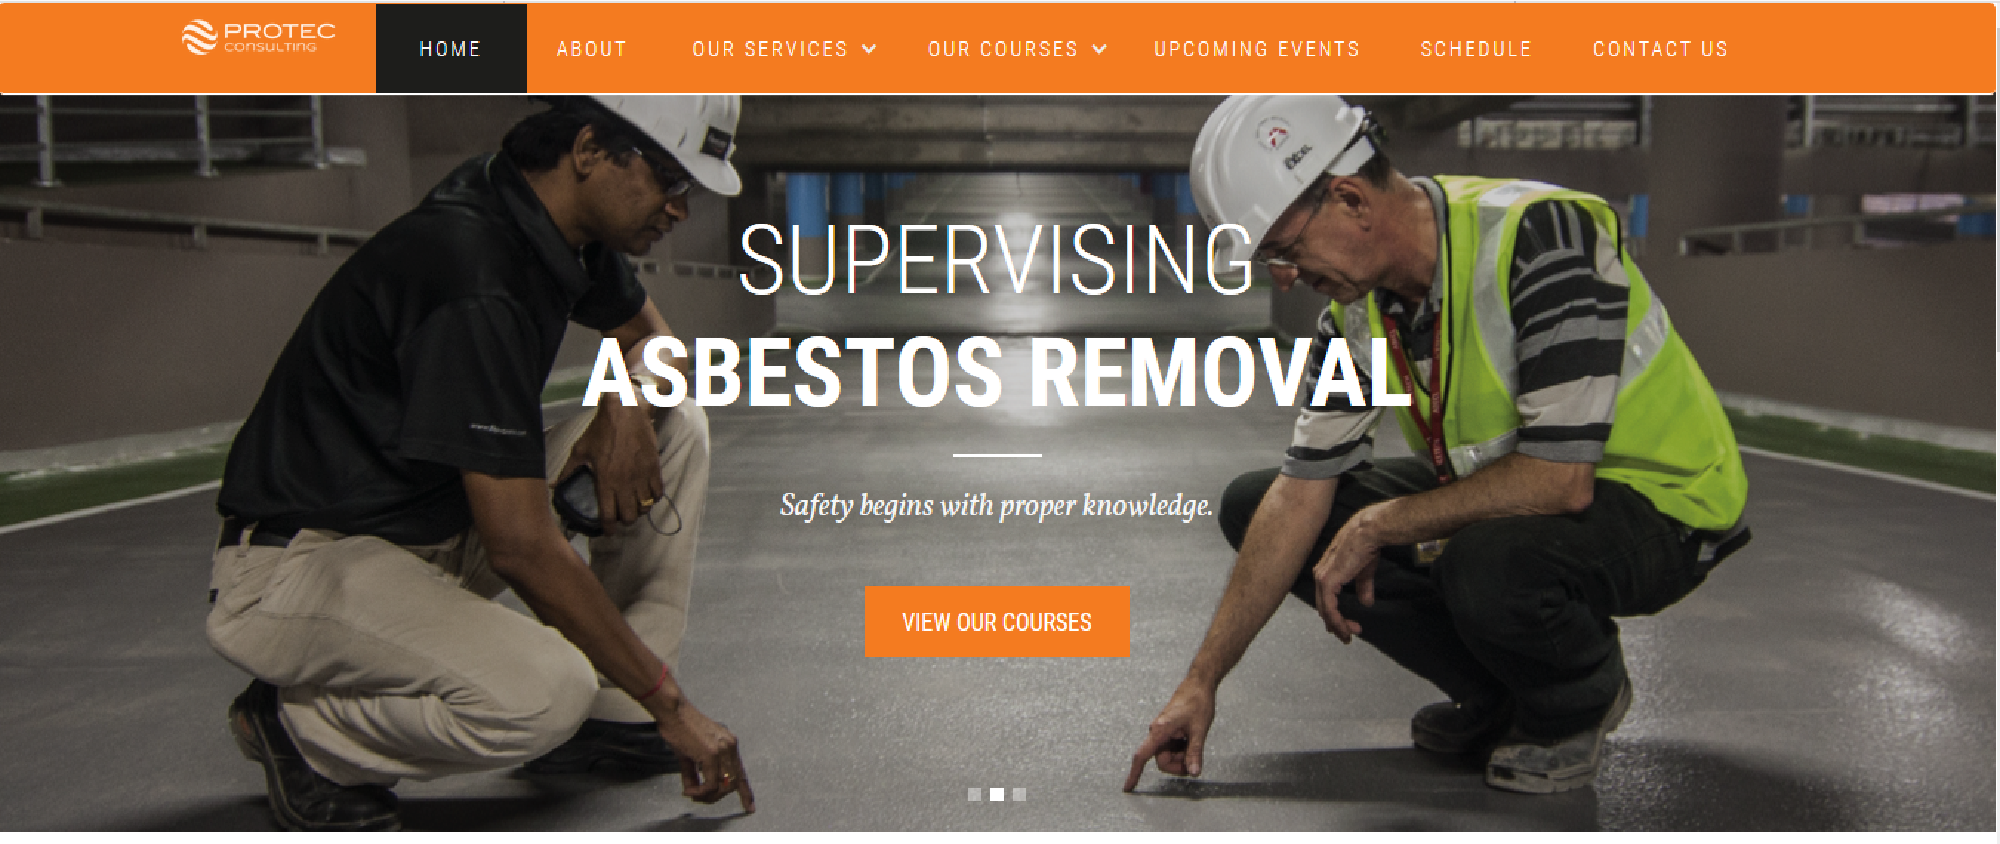 PROTEC
CONSULTING
HOME
ABOUT
OUR SERVICES
OUR COURSES
UPCOMING EVENTS
SCHEDULE
CONTACT US
SUPERVISING
ASBESTOS REMOVAL
Safety begins with proper knowledge.
VIEW OUR COURSES